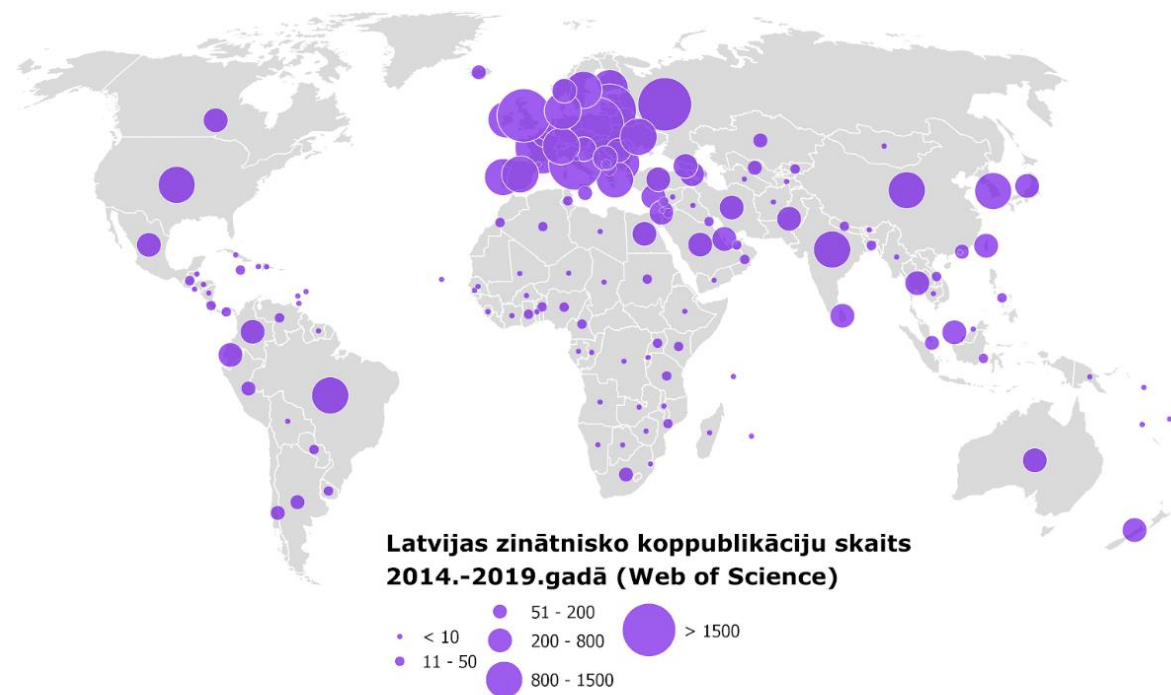 Latvijas zinātnisko koppublikāciju skaits
2014.-2019.gadā (Web of Science)
< 10
11 - 50
51 - 200
200 - 800
800 - 1500
> 1500